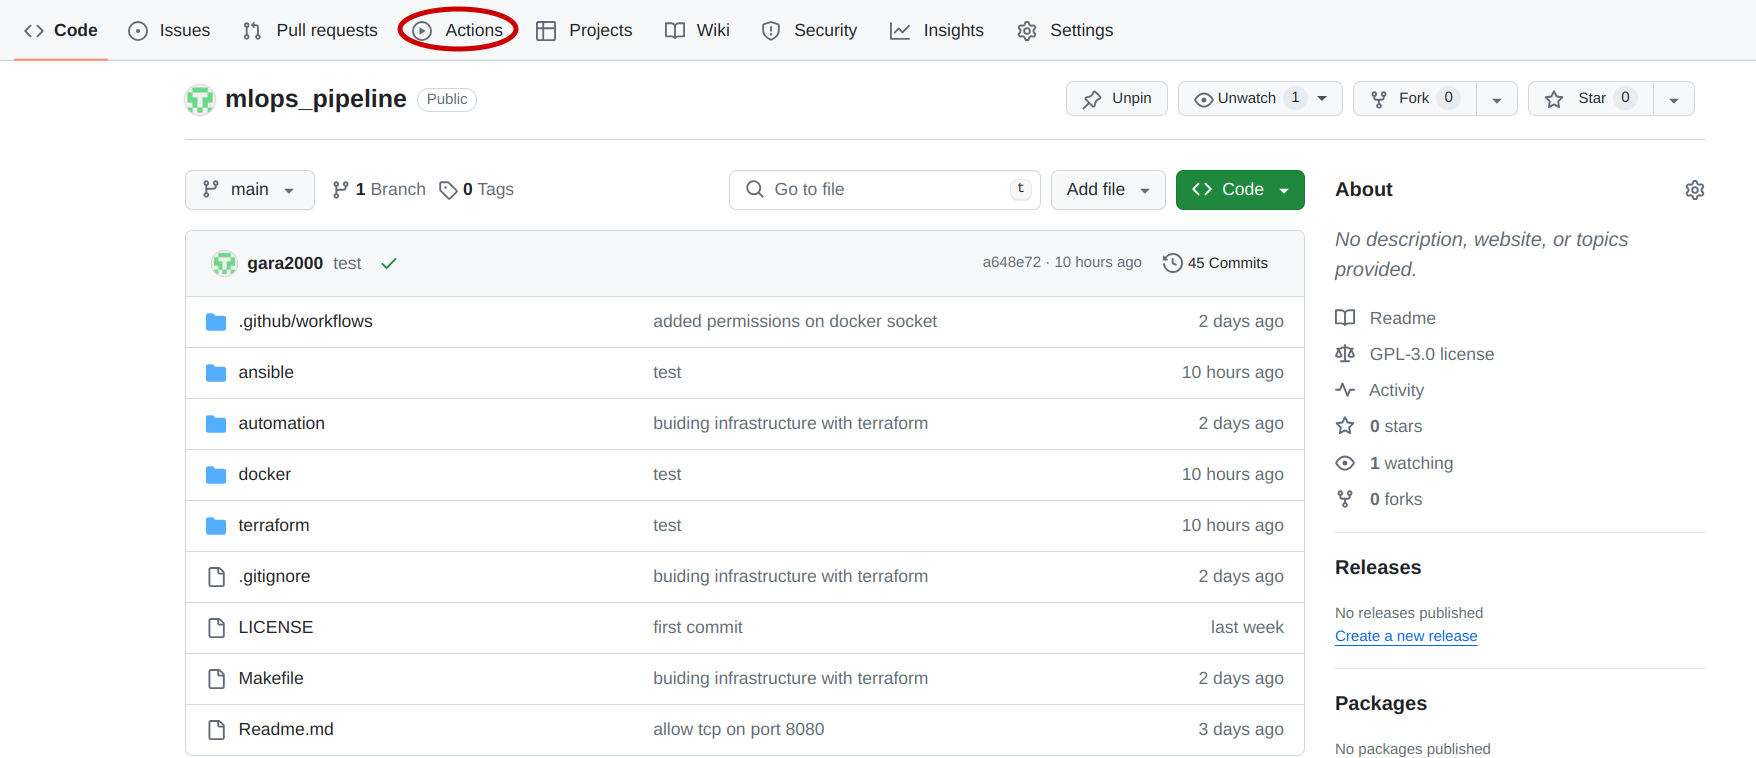 Code Issues Pull requests Actions Projects Wiki Security Insights Settings
mlops_pipeline Public Unpin Unwatch 1 Fork 0 Star 0
main 1 Branch 0 Tags Go to file t Add file Code
gara2000 test a648e72 · 10 hours ago 45 Commits
.github/workflows added permissions on docker socket 2 days ago
ansible test 10 hours ago
automation buiding infrastructure with terraform 2 days ago
docker test 10 hours ago
terraform test 10 hours ago
.gitignore buiding infrastructure with terraform 2 days ago
LICENSE first commit last week
Makefile buiding infrastructure with terraform 2 days ago
Readme.md allow tcp on port 8080 3 days ago
About
No description, website, or topics
provided.
Readme
GPL-3.0 license
Activity
0 stars
1 watching
0 forks
Releases
No releases published
Create a new release
Packages
No packages published